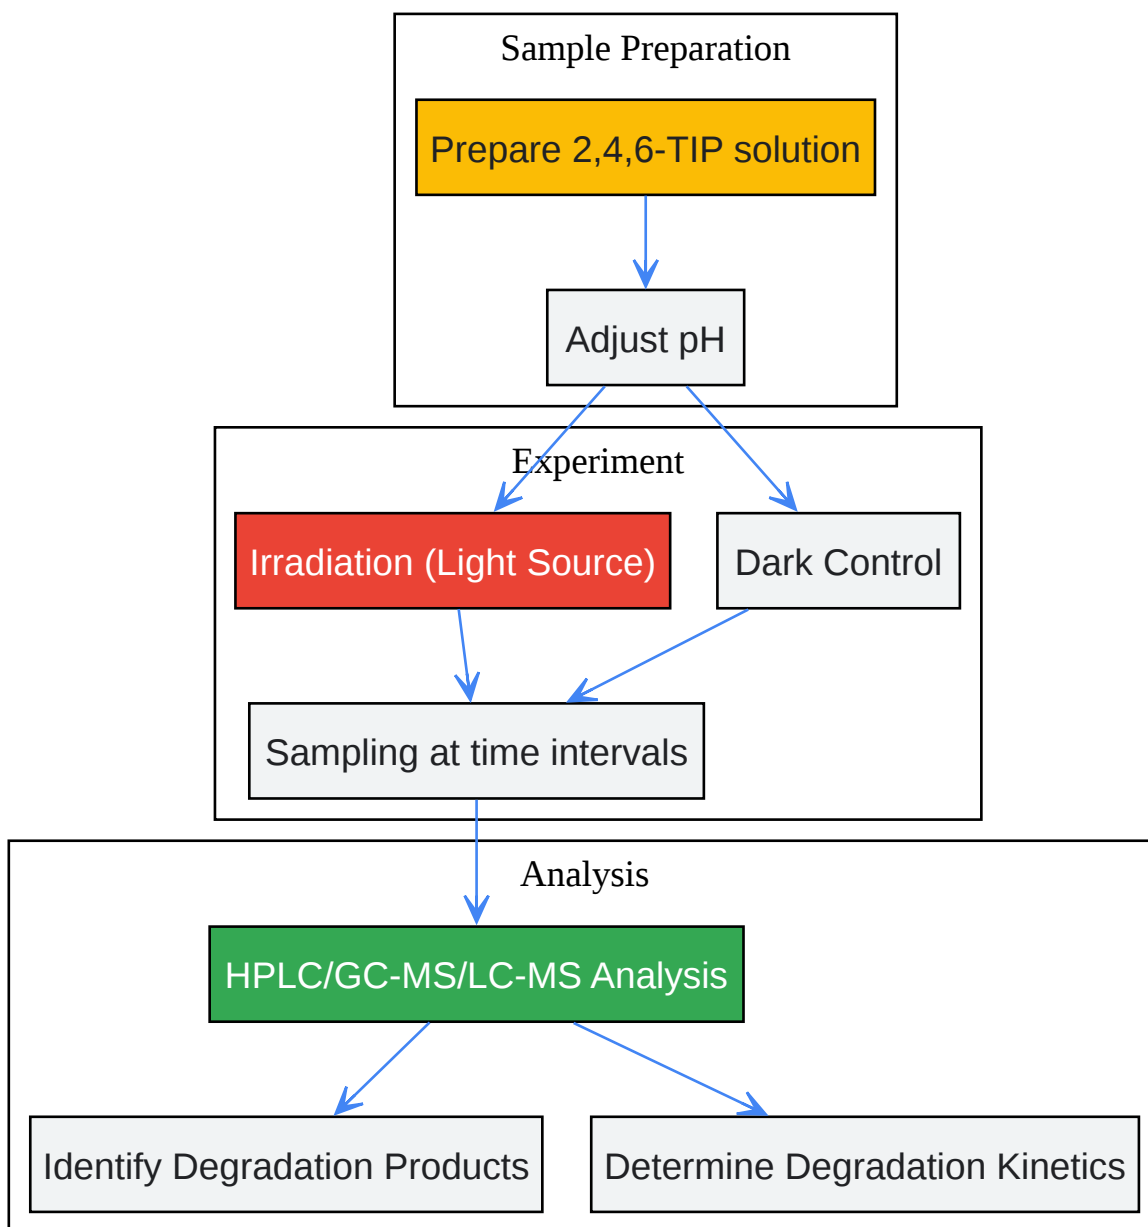 Sample Preparation
Prepare 2,4,6-TIP solution
Adjust pH
Experiment
Irradiation (Light Source)
Dark Control
Sampling at time intervals
Analysis
HPLC/GC-MS/LC-MS Analysis
Identify Degradation Products
Determine Degradation Kinetics